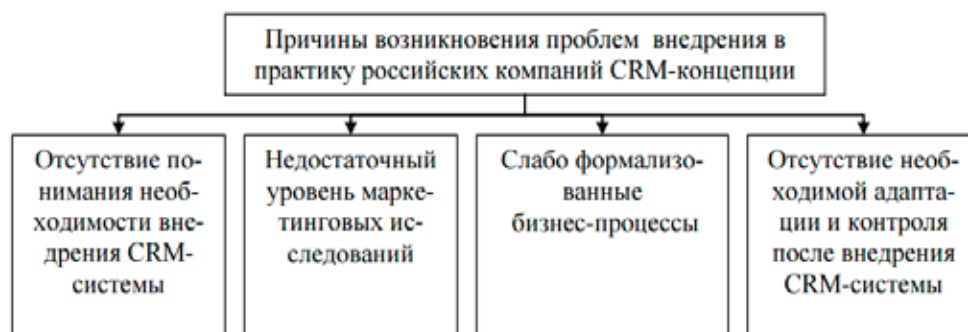 Причины возникновения проблем внедрения в
практику российских компаний CRM-концепции
Отсутствие по-
нимания необ-
ходимости вне-
дрения CRM-
системы
Недостаточный
уровень марке-
тинговых ис-
следований
Слабо формализо-
ванные
бизнес-процессы
Отсутствие необ-
ходимой адапта-
ции и контроля
после внедрения
CRM-системы